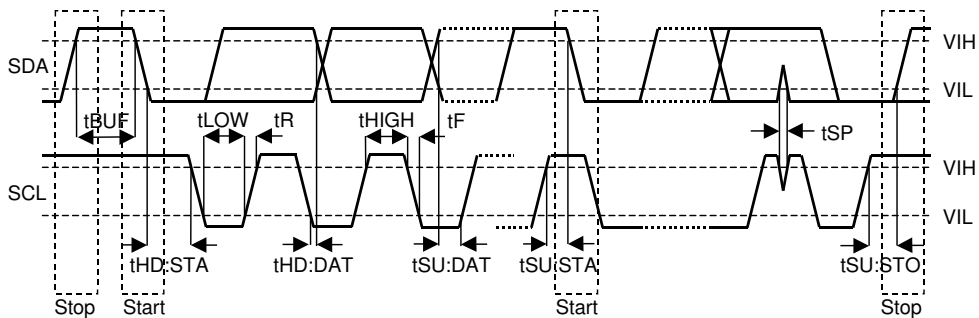 VIH
SDA
VIL
tBUF tLOW tR tHIGH tF tSP
VIH
SCL
VIL
tHD:STA tHD:DAT tSU:DAT tSU:STA tSU:STO
Stop Start Start Stop